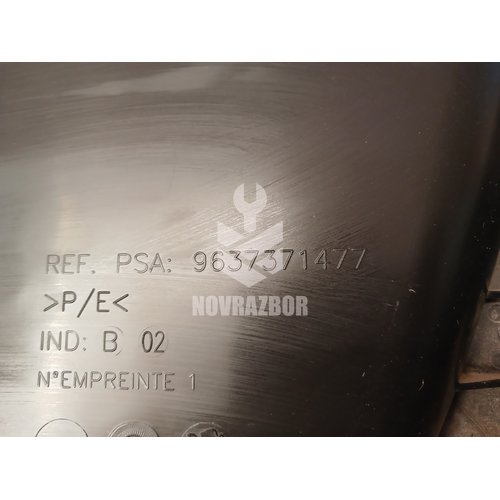 REF. PSA: 9637371477
>P/E<
NOVRAZBOR
IND: B 02
N°EMPREINTE 1